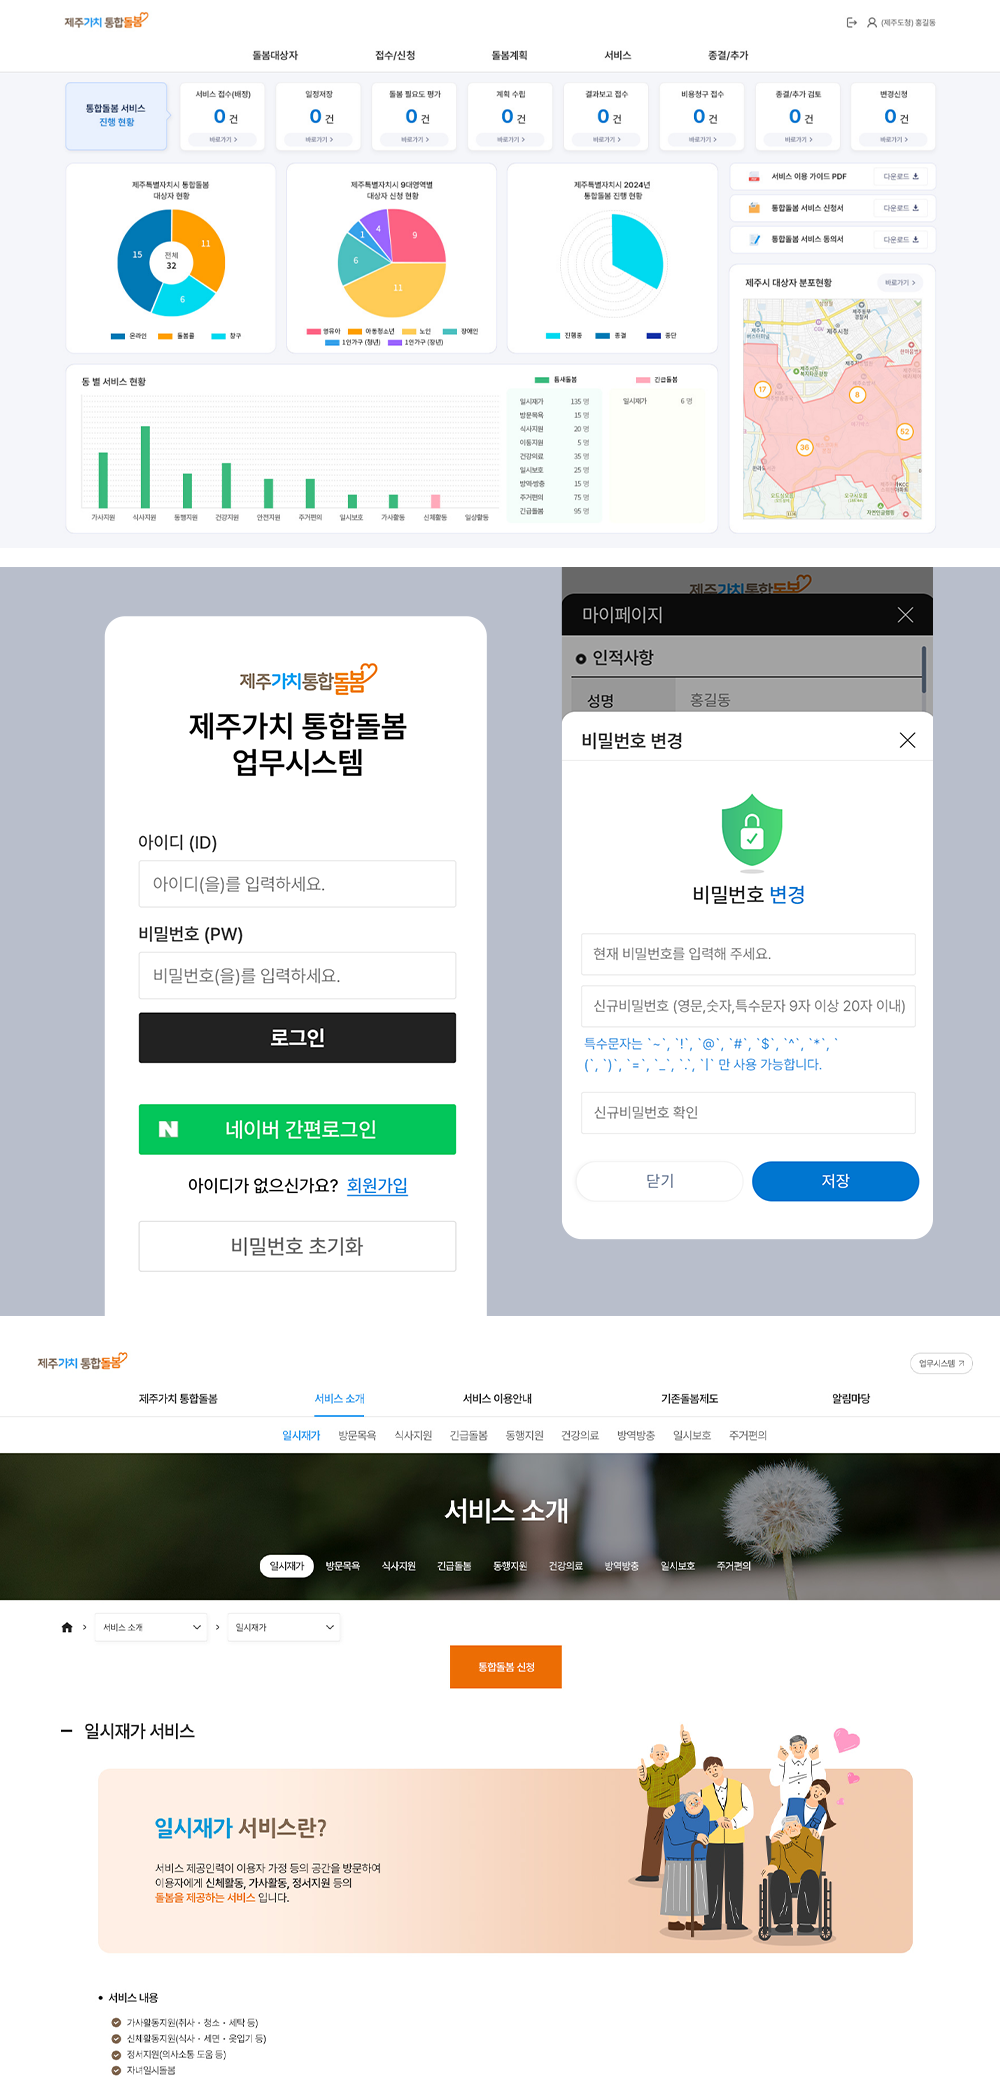 제주가치 통합돌봄
(제주도청) 홍길동
돌봄대상자 접수/신청 돌봄계획 서비스 종결/추가
통합돌봄 서비스
진행 현황
서비스 접수(배정) 일정저장 돌봄 필요도 평가 계획 수립 결과보고 접수 비용청구 접수 종결/추가 검토 변경신청
0 건 0 건 0 건 0 건 0 건 0 건 0 건 0 건
바로가기 > 바로가기 > 바로가기 > 바로가기 > 바로가기 > 바로가기 > 바로가기 > 바로가기 >
제주특별자치시 통합돌봄
대상자 현황
15
11
전체
32
6
온라인 돌봄콜 창구
제주특별자치시 9대영역별
대상자 신청 현황
4
1
9
6
11
영유아 아동청소년 노인 장애인
1인가구 (청년) 1인가구 (장년)
제주특별자치시 2024년
통합돌봄 진행 현황
진행중 종결 중단
서비스 이용 가이드 PDF 다운로드
통합돌봄 서비스 신청서 다운로드
통합돌봄 서비스 동의서 다운로드
제주시 대상자 분포현황 바로가기 >
제주시청
17
8
52
36
동 별 서비스 현황
가사지원 식사지원 동행지원 건강지원 안전지원 주거편의 일시보호 가사활동 신체활동 일상활동
틈새돌봄 긴급돌봄
일시재가 135 명
방문목욕 15 명
식사지원 20 명
이동지원 5 명
건강의료 35 명
일시보호 25 명
방역·방충 15 명
주거편의 75 명
긴급돌봄 95 명
일시재가 6 명
제주가치통합돌봄
제주가치 통합돌봄
업무시스템
아이디 (ID)
아이디(을)를 입력하세요.
비밀번호 (PW)
비밀번호(을)를 입력하세요.
로그인
N 네이버 간편로그인
아이디가 없으신가요? 회원가입
비밀번호 초기화
제주가치통합돌봄
마이페이지
인적사항
성명 홍길동
비밀번호 변경
비밀번호 변경
현재 비밀번호를 입력해 주세요.
신규비밀번호 (영문,숫자,특수문자 9자 이상 20자 이내)
특수문자는 `~`, `!`, `@`, `#`, `$`, `^`, `*`, `
(`, `)`, `=`, `_`, `.`, `|` 만 사용 가능합니다.
신규비밀번호 확인
닫기 저장
제주가치 통합돌봄
업무시스템
제주가치 통합돌봄 서비스 소개 서비스 이용안내 기존돌봄제도 알림마당
일시재가 방문목욕 식사지원 긴급돌봄 동행지원 건강의료 방역방충 일시보호 주거편의
서비스 소개
일시재가 방문목욕 식사지원 긴급돌봄 동행지원 건강의료 방역방충 일시보호 주거편의
> 서비스 소개 > 일시재가
통합돌봄 신청
일시재가 서비스
일시재가 서비스란?
서비스 제공인력이 이용자 가정 등의 공간을 방문하여
이용자에게 신체활동, 가사활동, 정서지원 등의
돌봄을 제공하는 서비스 입니다.
• 서비스 내용
가사활동지원(취사・청소・세탁 등)
신체활동지원(식사・세면・옷입기 등)
정서지원(의사소통 도움 등)
자녀일시돌봄